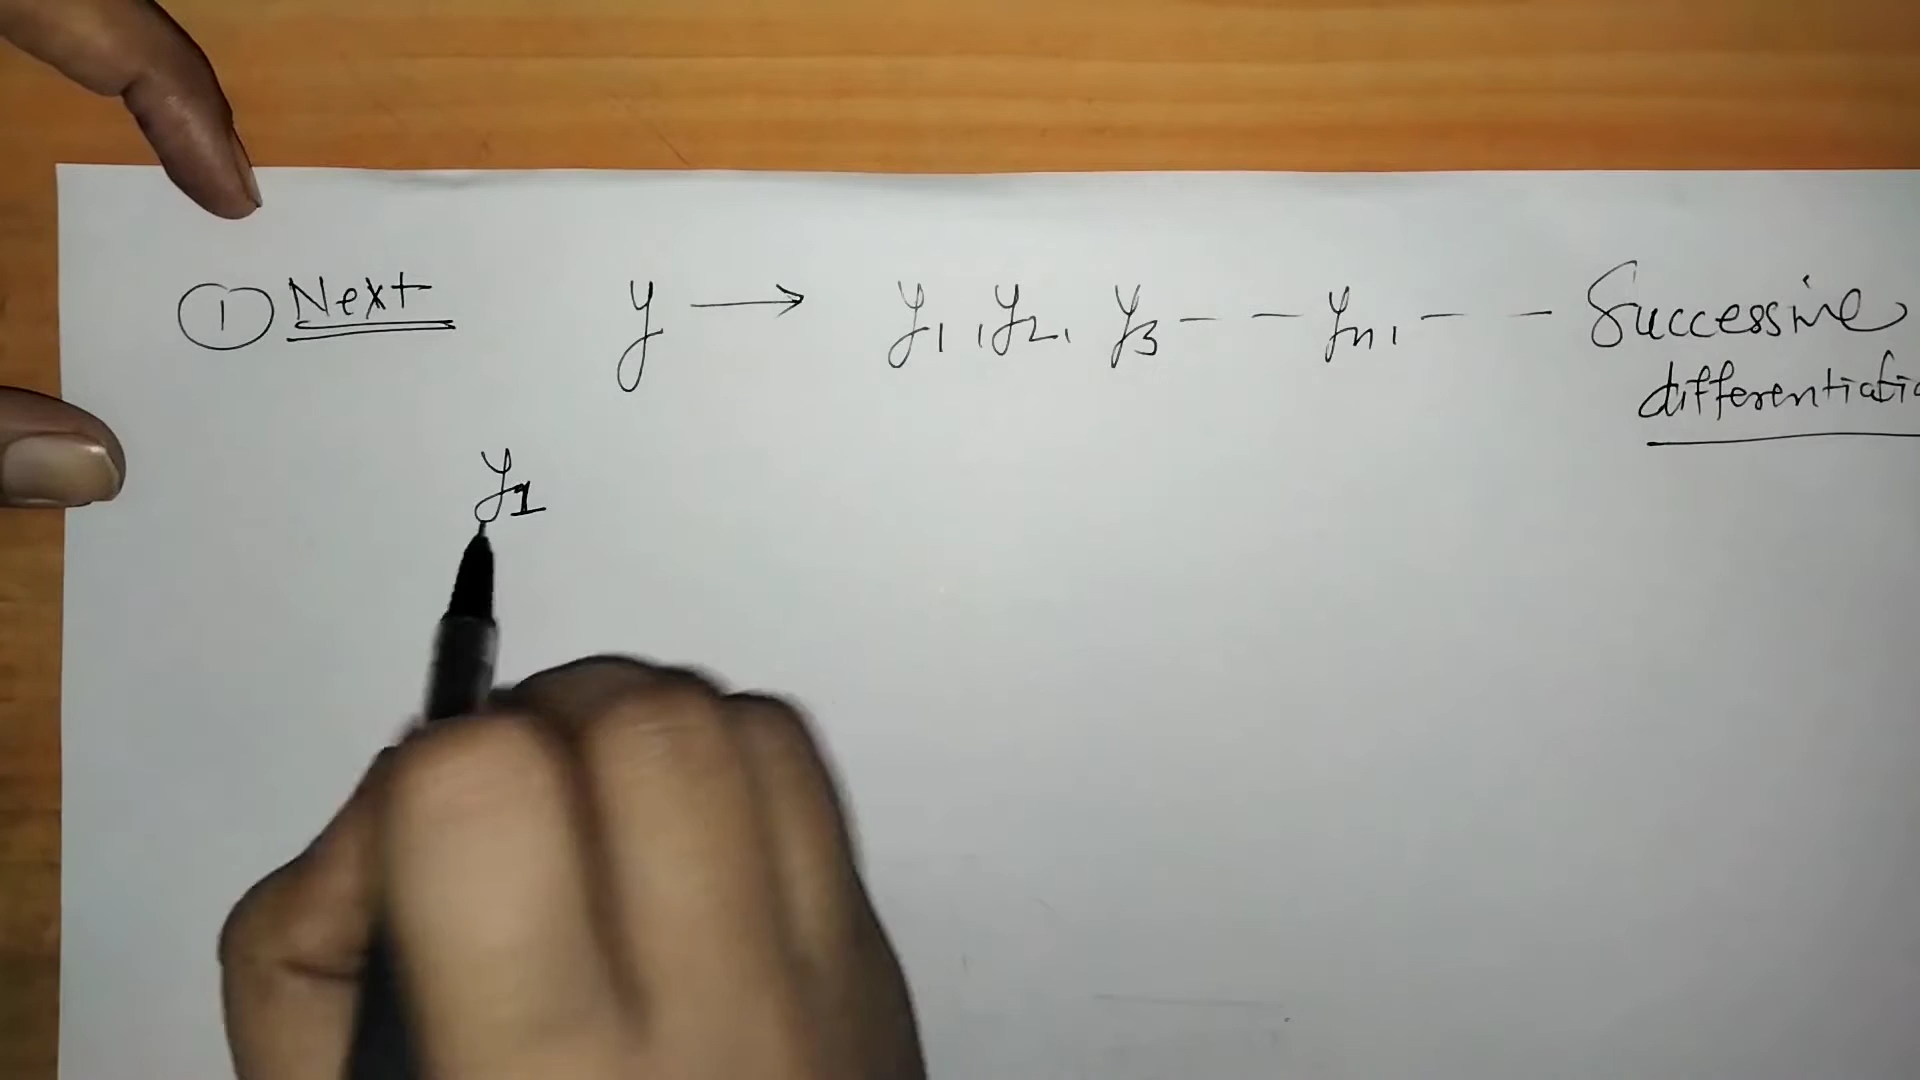 ① Next y → y₁, y₂, y₃ - - yₙ, - - Successive
differentiatio
y₁